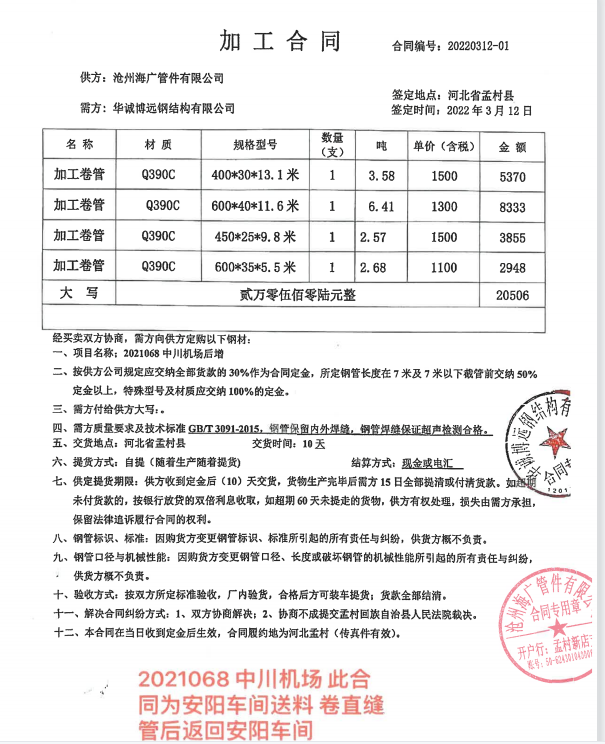 加工合同
合同编号：20220312-01
供方：沧州海广管件有限公司
签定地点：河北省孟村县
需方：华诚博远钢结构有限公司
签定时间：2022年3月12日
名 称 材 质 规格型号 数量（支） 吨 单价（含税） 金 额
加工卷管 Q390C 400*30*13.1米 1 3.58 1500 5370
加工卷管 Q390C 600*40*11.6米 1 6.41 1300 8333
加工卷管 Q390C 450*25*9.8米 1 2.57 1500 3855
加工卷管 Q390C 600*35*5.5米 1 2.68 1100 2948
大 写 贰万零伍佰零陆元整 20506
经买卖双方协商，需方向供方定购以下钢材：
一、项目名称：2021068 中川机场后增
二、按供方公司规定应交纳全部货款的30%作为合同定金，所定钢管长度在7米及7米以下截管前交纳50%
定金以上，特殊型号及材质应交纳100%的定金。
三、需方付给供方大写：。
四、需方质量要求及技术标准 GB/T 3091-2015，钢管保留内外焊缝，钢管焊缝保证超声检测合格。
五、交货地点：河北省孟村县 交货时间：10天
六、提货方式：自提（随着生产随着提货） 结算方式：现金或电汇
七、供定提货期限：供方收到定金后（10）天交货，货物生产完毕后需方15日全部提清或付清货款。如超期
未付货款的，按银行放贷的双倍利息收取，如超期60天未提走的货物，供方有权处理，损失由需方承担，
保留法律追诉履行合同的权利。
八、钢管标识、标准：因购货方变更钢管标识、标准所引起的所有责任与纠纷，供货方概不负责。
九、钢管口径与机械性能：因购货方变更钢管口径、长度或破坏钢管的机械性能所引起的所有责任与纠纷，
供货方概不负责。
十、验收方式：按双方所定标准验收，厂内验货，合格后方可装车提货；货款全部结清。
十一、解决合同纠纷方式：1、双方协商解决；2、协商不成提交孟村回族自治县人民法院裁决。
十二、本合同在当日收到定金后生效，合同履约地为河北孟村（传真件有效）。
华诚博远钢结构有
合同专
沧州海广管件有限公
合同专用章
开户行：孟村新店
2021068 中川机场 此合
同为安阳车间送料 卷直缝
管后返回安阳车间